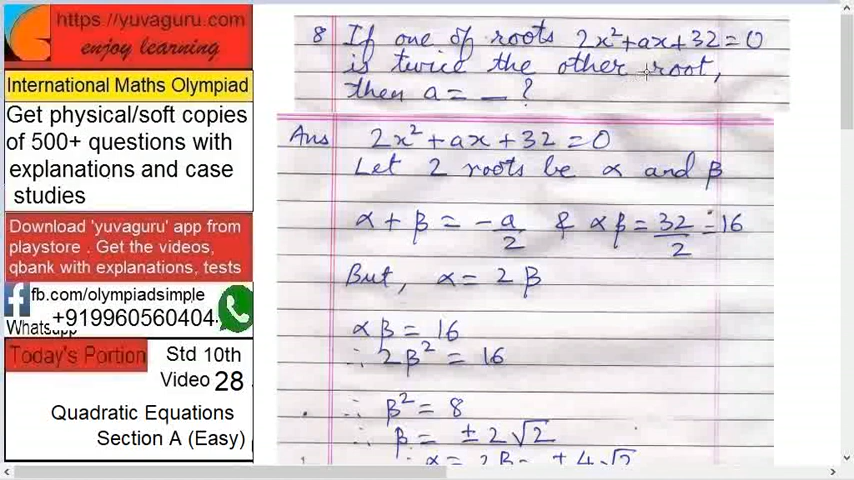 https://yuvaguru.com
enjoy learning
International Maths Olympiad
Get physical/soft copies
of 500+ questions with
explanations and case
studies
Download 'yuvaguru' app from
playstore . Get the videos,
qbank with explanations, tests
fb.com/olympiadsimple
Whatsapp +919960560404
Today's Portion
Std 10th
Video 28
Quadratic Equations
Section A (Easy)
8 If one of roots 2x²+ax+32=0
is twice the other root,
then a = _ ?
Ans 2x²+ax+32=0
Let 2 roots be α and β
α + β = -a/2 & αβ = 32/2 = 16
But, α = 2β
αβ = 16
∴ 2β² = 16
∴ β² = 8
∴ β = ±2√2
∴ α = 2β = ±4√2